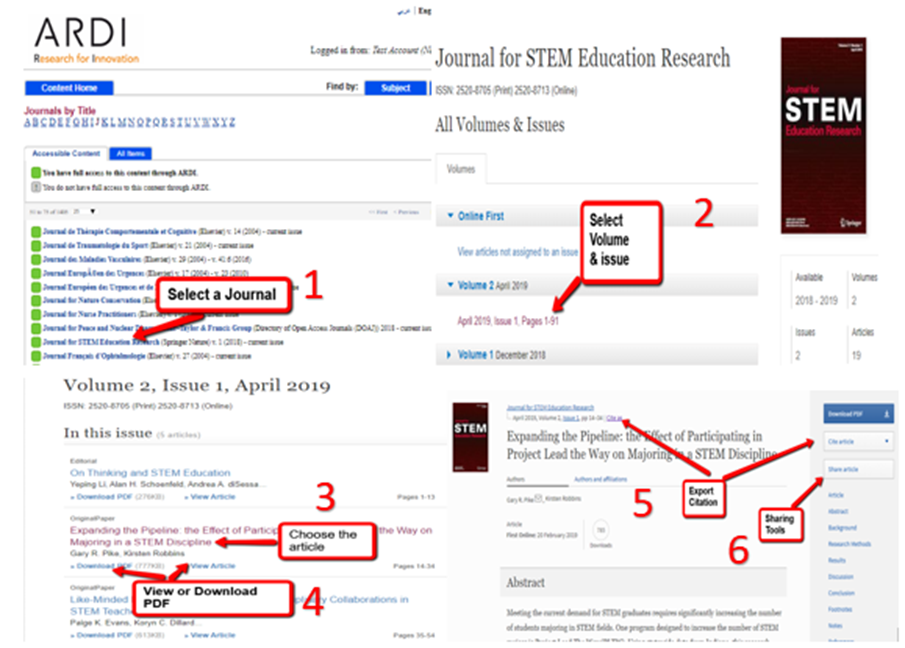 Eng
ARDI
Research for Innovation
Logged in from: Test Account
Content Home
Find by:
Subject
Journals by Title
A B C D E F G H I J K L M N O P Q R S T U V W X Y Z
Accessible Content
All Items
You have full access to this content through ARDI.
You do not have full access to this content through ARDI.
Journal de Thérapie Comportementale et Cognitive (Elsevier) v. 14 (2004) - current issue
Journal de Traumatologie du Sport (Elsevier) v. 21 (2004) - current issue
Journal des Maladies Vasculaires (Elsevier) v. 29 (2004) - v. 41 6 (2016)
Journal Européen des Urgences (Elsevier) v. 17 (2004) - v. 23 (2010)
Journal Européen des Urgences et de
Journal for Nature Conservation
Journal for Nurse Practitioners
Journal for Peace and Nuclear Taylor & Francis Group (Directory of Open Access Journals (DOAJ)) 2018 - current issu
Journal for STEM Education Research (Springer Nature) v. 1 (2018) - current issue
Journal Français d'Ophtalmologie (Elsevier) v. 27 (2004) - current issue
Select a Journal
1
Journal for STEM Education Research
ISSN: 2520-8705 (Print) 2520-8713 (Online)
All Volumes & Issues
Volumes
Online First
View articles not assigned to an issue
Volume 2 April 2019
April 2019, Issue 1, Pages 1-91
Volume 1 December 2018
Select
Volume
& issue
2
Journal for
STEM
Education Research
Springer
Available
Volumes
2018 - 2019
2
Issues
Articles
2
19
Volume 2, Issue 1, April 2019
ISSN: 2520-8705 (Print) 2520-8713 (Online)
In this issue (5 articles)
Editorial
On Thinking and STEM Education
Yeping Li, Alan H. Schoenfeld, Andrea A. diSessa...
» Download PDF (276KB) » View Article
Pages 1-13
3
OriginalPaper
Expanding the Pipeline: the Effect of Partici the Way on
Majoring in a STEM Discipline
Gary R. Pike, Kirsten Robbins
» Download PDF (777KB) » View Article
Pages 14-34
Choose the
article
OriginalPaper
Like-Minded plinary Collaborations in
STEM Teache
Paige K. Evans, Karyn C. Dillard...
» Download PDF (613KB) » View Article
Pages 35-54
View or Download
PDF
4
STEM
Journal for STEM Education Research
April 2019, Volume 2, Issue 1, pp 14-34 | Cite as
Expanding the Pipeline: the Effect of Participating in
Project Lead the Way on Majoring in a STEM Discipline
Authors
Authors and affiliations
Gary R. Pike, Kirsten Robbins
Article
First Online: 20 February 2019
Downloads
Abstract
Meeting the current demand for STEM graduates requires significantly increasing the number
of students majoring in STEM fields. One program designed to increase the number of STEM
5
Export
Citation
6
Sharing
Tools
Download PDF
Cite article
Share article
Article
Abstract
Background
Research Methods
Results
Discussion
Conclusion
Footnotes
Notes